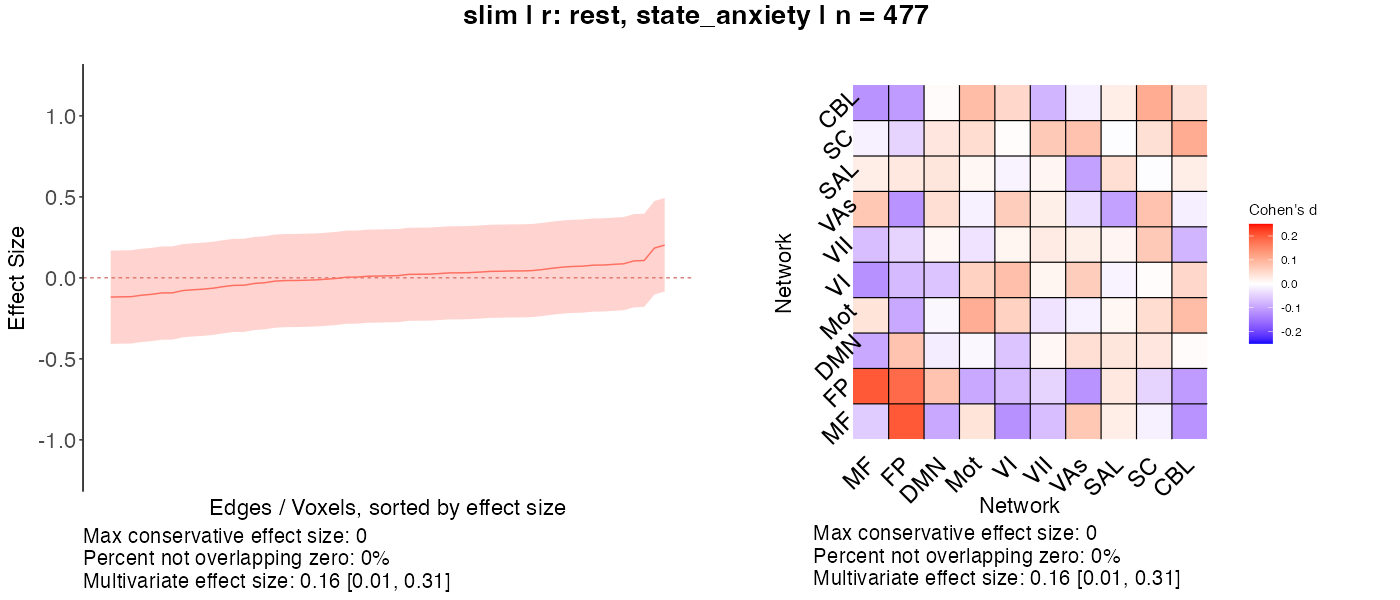 slim | r: rest, state_anxiety | n = 477
Effect Size
1.0
0.5
0.0
-0.5
-1.0
Edges / Voxels, sorted by effect size
Max conservative effect size: 0
Percent not overlapping zero: 0%
Multivariate effect size: 0.16 [0.01, 0.31]
Network
CBL
SC
SAL
VAs
VII
VI
Mot
DMN
FP
MF
MF
FP
DMN
Mot
VI
VII
VAs
SAL
SC
CBL
Network
Max conservative effect size: 0
Percent not overlapping zero: 0%
Multivariate effect size: 0.16 [0.01, 0.31]
Cohen's d
0.2
0.1
0.0
-0.1
-0.2